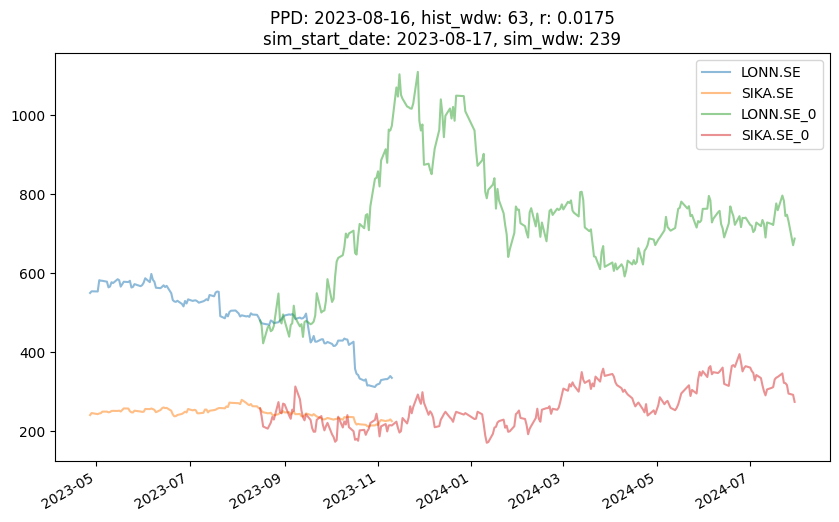 PPD: 2023-08-16, hist_wdw: 63, r: 0.0175
sim_start_date: 2023-08-17, sim_wdw: 239
LONN.SE
SIKA.SE
LONN.SE_0
SIKA.SE_0
1000
800
600
400
200
2023-05
2023-07
2023-09
2023-11
2024-01
2024-03
2024-05
2024-07